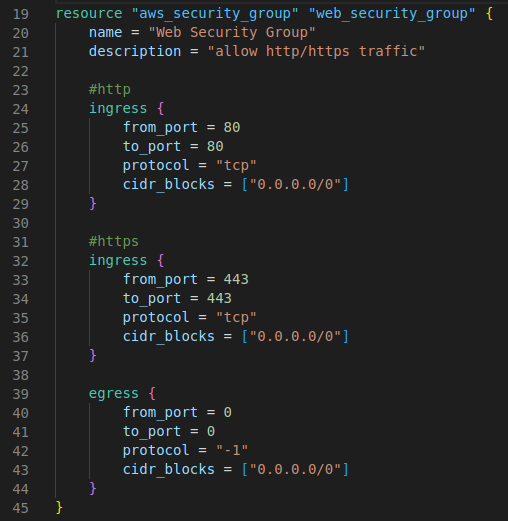 19 resource "aws_security_group" "web_security_group" {
20     name = "Web Security Group"
21     description = "allow http/https traffic"
22
23     #http
24     ingress {
25         from_port = 80
26         to_port = 80
27         protocol = "tcp"
28         cidr_blocks = ["0.0.0.0/0"]
29     }
30
31     #https
32     ingress {
33         from_port = 443
34         to_port = 443
35         protocol = "tcp"
36         cidr_blocks = ["0.0.0.0/0"]
37     }
38
39     egress {
40         from_port = 0
41         to_port = 0
42         protocol = "-1"
43         cidr_blocks = ["0.0.0.0/0"]
44     }
45 }